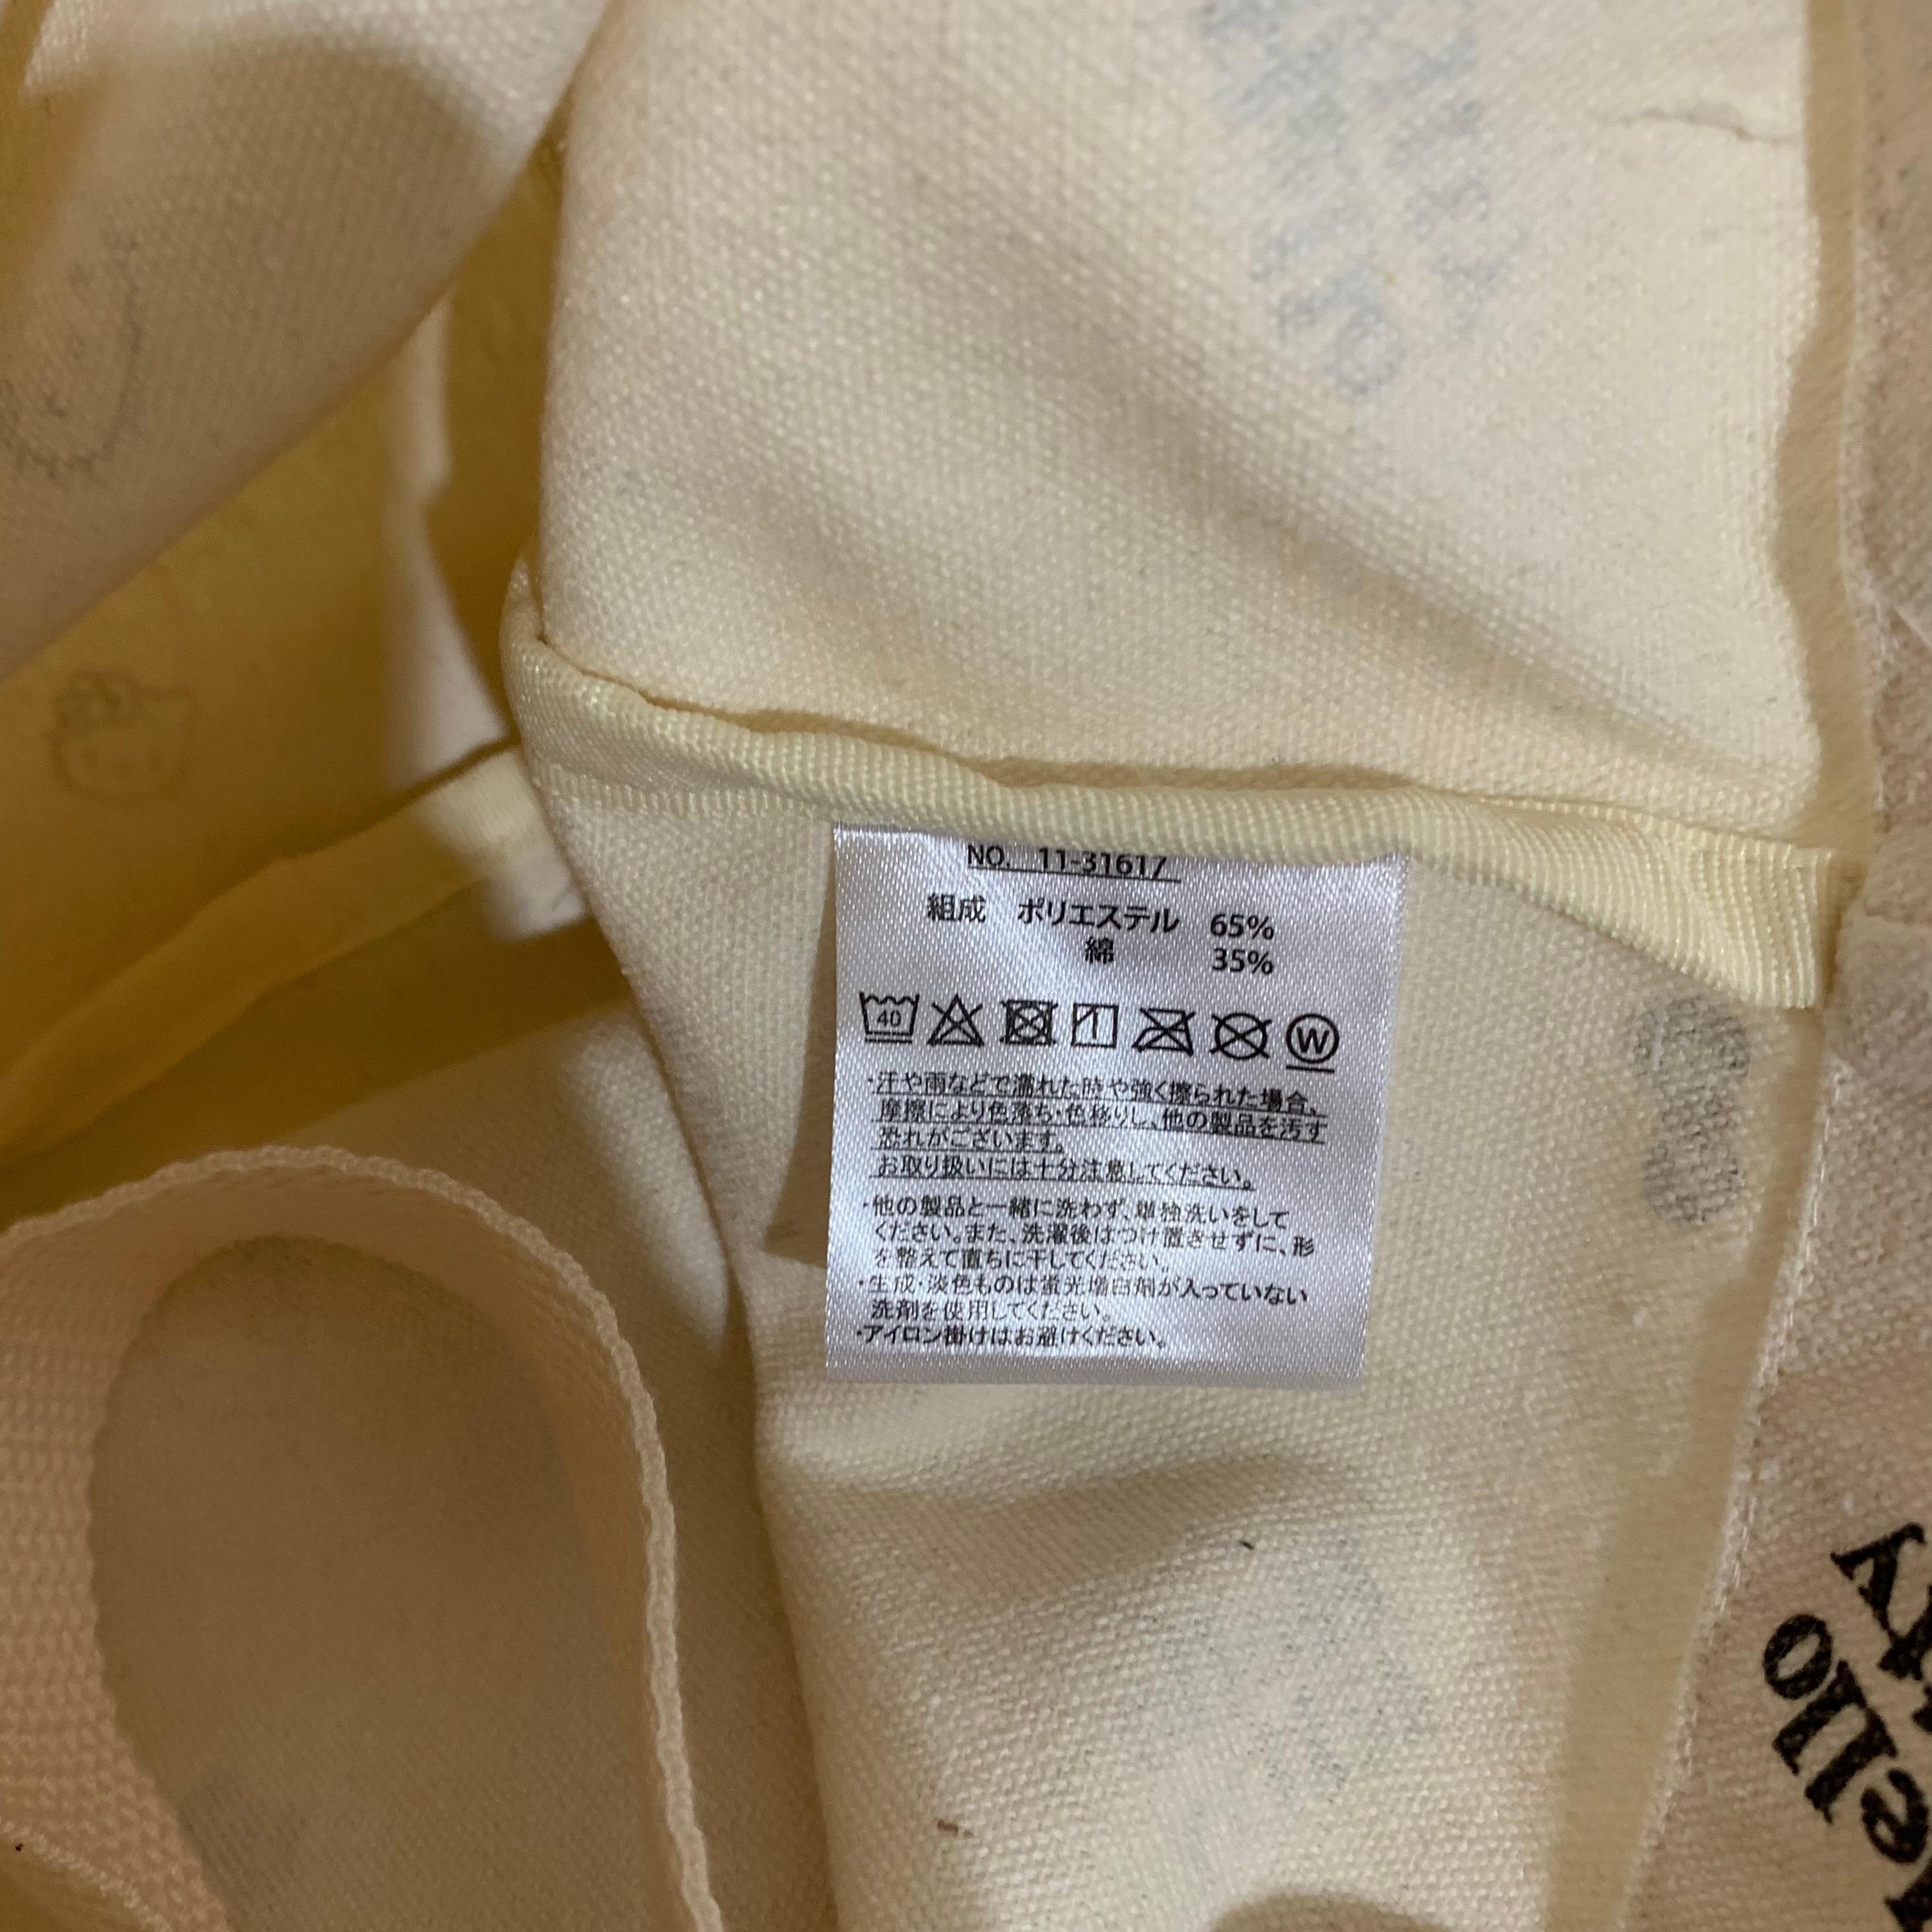 NO. 11-31617
組成 ポリエステル 65%
綿 35%
40
W
・汗や雨などで濡れた時や強く擦られた場合、
摩擦により色落ち・色移りし、他の製品を汚す
恐れがございます。
お取り扱いには十分注意してください。
・他の製品と一緒に洗わず、単独洗いをして
ください。また、洗濯後はつけ置きせずに、形
を整えて直ちに干してください。
・生成・淡色ものは蛍光増白剤が入っていない
洗剤を使用してください。
・アイロン掛けはお避けください。